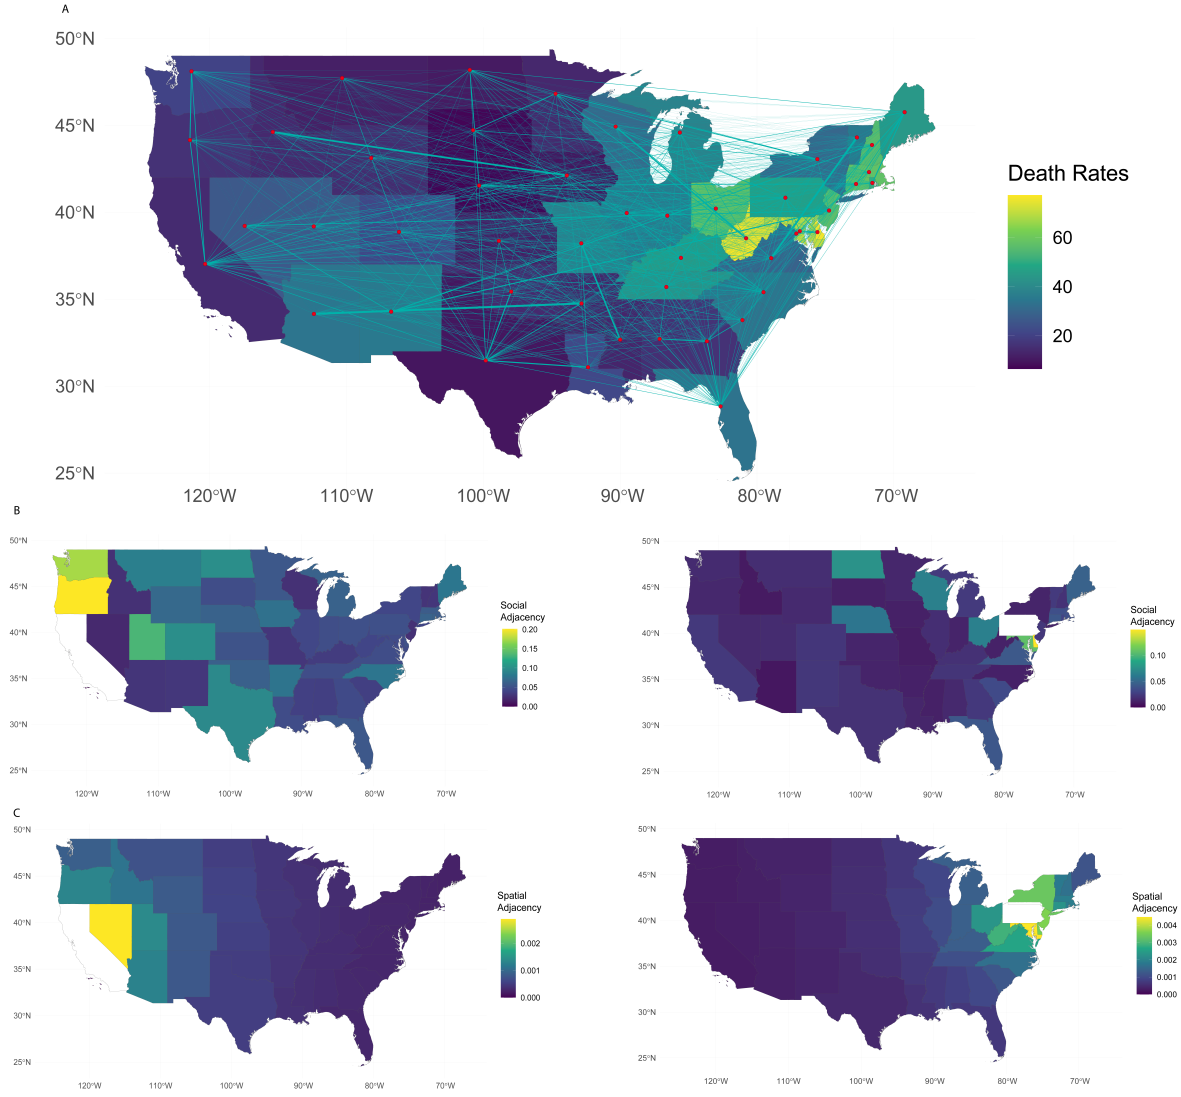 A
50°N
45°N
40°N
35°N
30°N
25°N
120°W
110°W
100°W
90°W
80°W
70°W
Death Rates
60
40
20
B
50°N
45°N
40°N
35°N
30°N
25°N
120°W
110°W
100°W
90°W
80°W
70°W
Social
Adjacency
0.20
0.15
0.10
0.05
0.00
50°N
45°N
40°N
35°N
30°N
25°N
120°W
110°W
100°W
90°W
80°W
70°W
Social
Adjacency
0.10
0.05
0.00
C
50°N
45°N
40°N
35°N
30°N
25°N
120°W
110°W
100°W
90°W
80°W
70°W
Spatial
Adjacency
0.002
0.001
0.000
50°N
45°N
40°N
35°N
30°N
25°N
120°W
110°W
100°W
90°W
80°W
70°W
Spatial
Adjacency
0.004
0.003
0.002
0.001
0.000